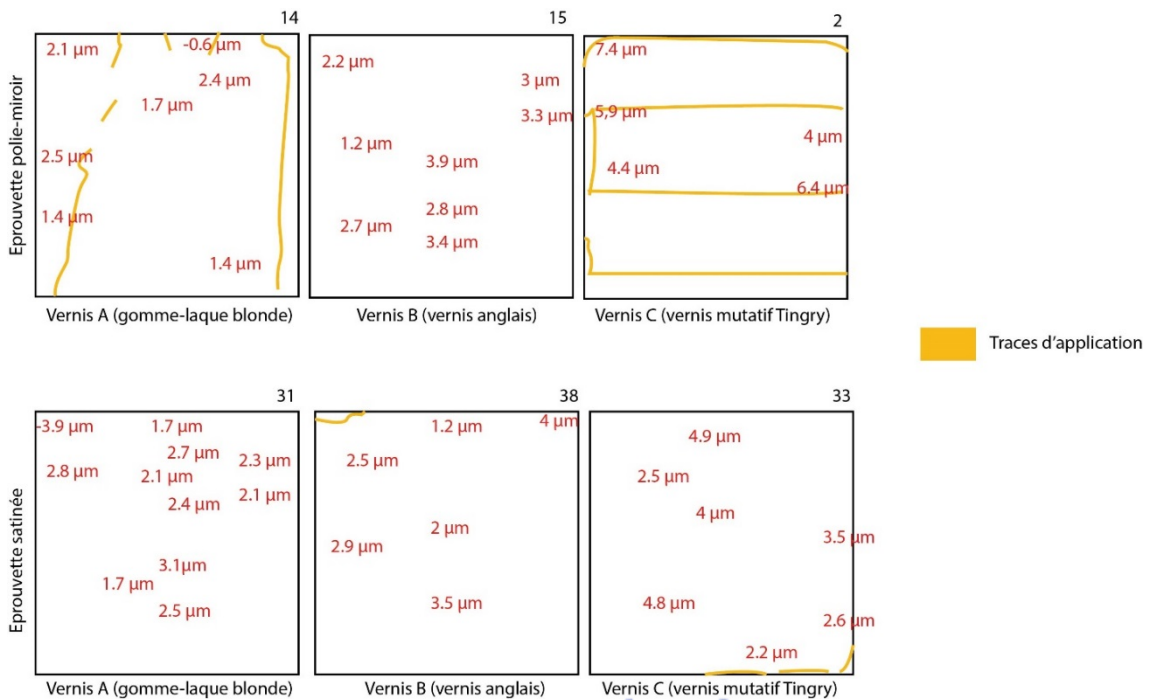 14
15
2
Eprouvette polie-miroir
2.1 µm
-0.6 µm
2.4 µm
1.7 µm
2.5 µm
1.4 µm
1.4 µm
2.2 µm
3 µm
3.3 µm
1.2 µm
3.9 µm
2.8 µm
2.7 µm
3.4 µm
7.4 µm
5,9 µm
4 µm
4.4 µm
6.4 µm
Vernis A (gomme-laque blonde)
Vernis B (vernis anglais)
Vernis C (vernis mutatif Tingry)
Traces d'application
31
38
33
Eprouvette satinée
-3.9 µm
1.7 µm
2.7 µm
2.3 µm
2.8 µm
2.1 µm
2.1 µm
2.4 µm
3.1µm
1.7 µm
2.5 µm
1.2 µm
4 µm
2.5 µm
2 µm
2.9 µm
3.5 µm
4.9 µm
2.5 µm
4 µm
3.5 µm
4.8 µm
2.6 µm
2.2 µm
Vernis A (gomme-laque blonde)
Vernis B (vernis anglais)
Vernis C (vernis mutatif Tingry)